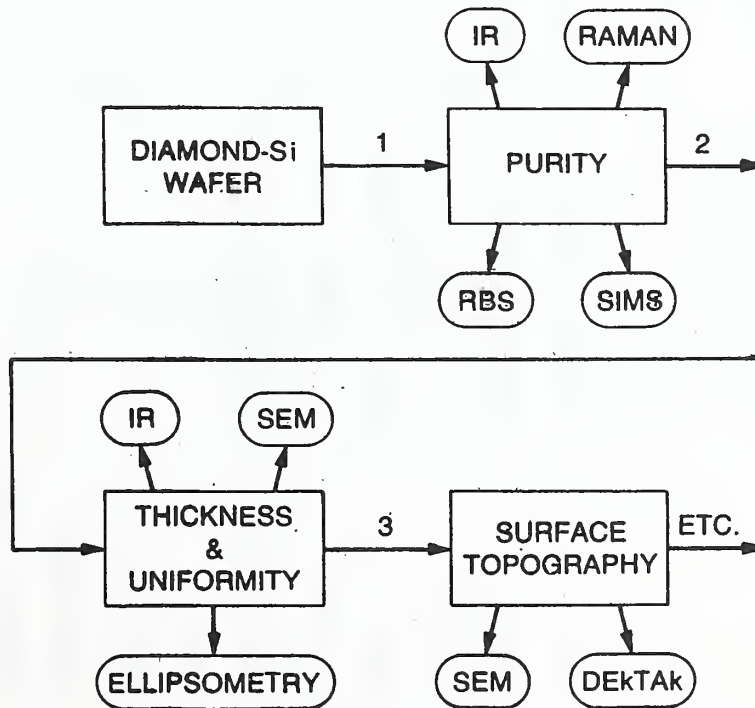 IR
RAMAN
DIAMOND-Si
WAFER
1
PURITY
2
RBS
SIMS
IR
SEM
THICKNESS
&
UNIFORMITY
3
SURFACE
TOPOGRAPHY
ETC.
ELLIPSOMETRY
SEM
DEkTAk